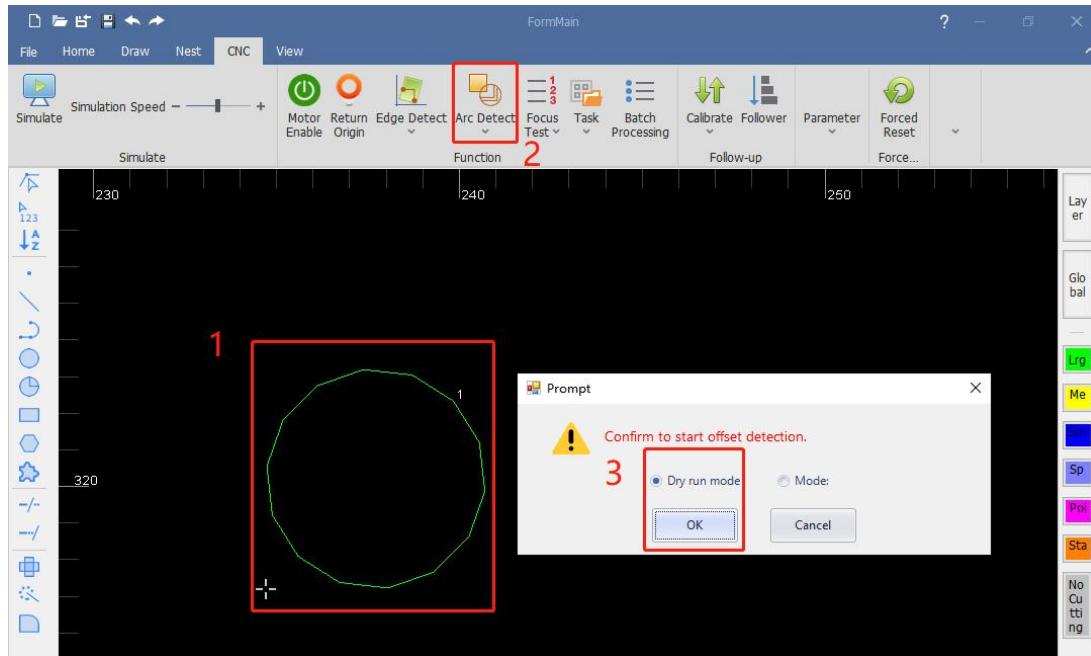 FormMain
?
File Home Draw Nest CNC View
Simulate
Simulation Speed − +
Motor Enable
Return Origin
Edge Detect
Arc Detect
Focus Test
Task
Batch Processing
Calibrate
Follower
Parameter
Forced Reset
Simulate
Function
Follow-up
Force...
2
230 240 250
123
A
Z
Lay
er
Glo
bal
1
Lrg
Me
1
Prompt
Confirm to start offset detection.
3
Dry run mode
Mode:
OK
Cancel
320
Sp
Poi
Sta
No
Cu
tti
ng